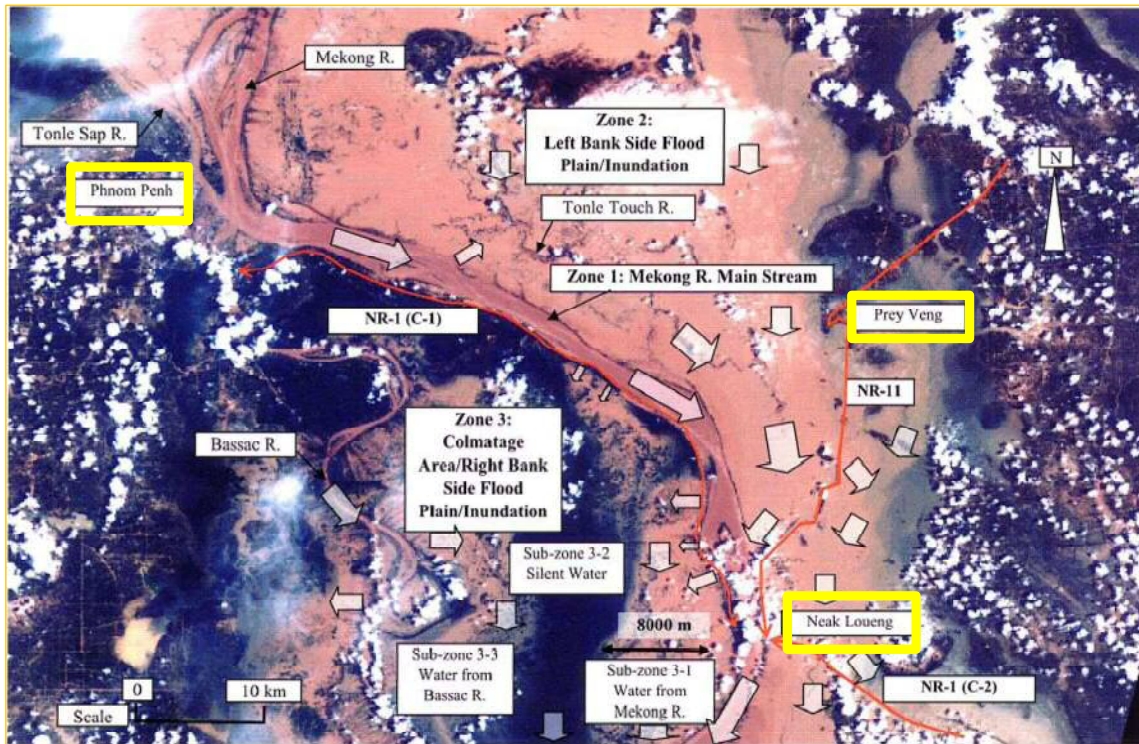 Mekong R.
Tonle Sap R.
Phnom Penh
Zone 2:
Left Bank Side Flood
Plain/Inundation
N
Tonle Touch R.
Zone 1: Mekong R. Main Stream
NR-1 (C-1)
Prey Veng
NR-11
Zone 3:
Colmatage
Area/Right Bank
Side Flood
Plain/Inundation
Bassac R.
Sub-zone 3-2
Silent Water
Neak Loueng
8000 m
Sub-zone 3-3
Water from
Bassac R.
Sub-zone 3-1
Water from
Mekong R.
NR-1 (C-2)
0
10 km
Scale